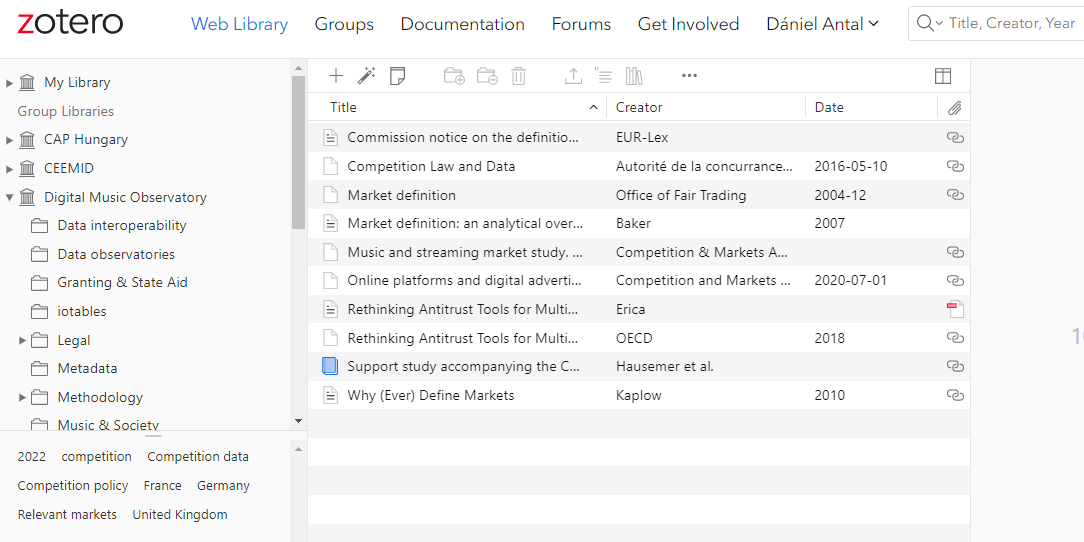 zotero Web Library Groups Documentation Forums Get Involved Dániel Antal Title, Creator, Year
My Library
Group Libraries
CAP Hungary
CEEMID
Digital Music Observatory
Data interoperability
Data observatories
Granting & State Aid
iotables
Legal
Metadata
Methodology
Music & Society
2022 competition Competition data
Competition policy France Germany
Relevant markets United Kingdom
Title Creator Date
Commission notice on the definitio... EUR-Lex
Competition Law and Data Autorité de la concurrance... 2016-05-10
Market definition Office of Fair Trading 2004-12
Market definition: an analytical over... Baker 2007
Music and streaming market study. ... Competition & Markets A...
Online platforms and digital adverti... Competition and Markets ... 2020-07-01
Rethinking Antitrust Tools for Multi... Erica
Rethinking Antitrust Tools for Multi... OECD 2018
Support study accompanying the C... Hausemer et al.
Why (Ever) Define Markets Kaplow 2010